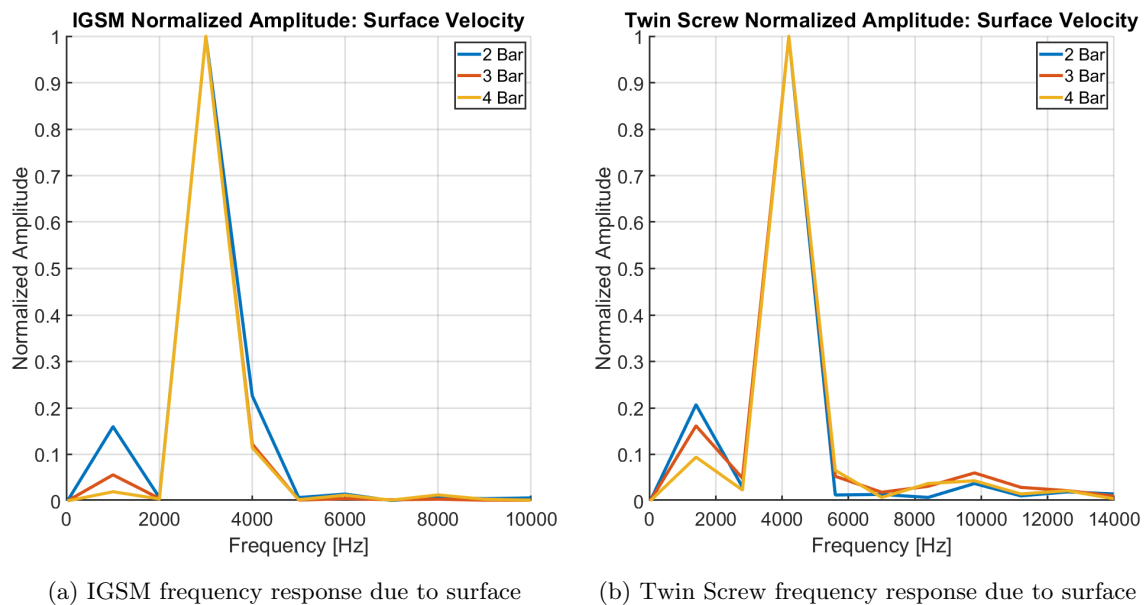 IGSM Normalized Amplitude: Surface Velocity
1
0.9
0.8
0.7
0.6
0.5
0.4
0.3
0.2
0.1
0
Normalized Amplitude
2 Bar
3 Bar
4 Bar
0 2000 4000 6000 8000 10000
Frequency [Hz]
(a) IGSM frequency response due to surface
Twin Screw Normalized Amplitude: Surface Velocity
1
0.9
0.8
0.7
0.6
0.5
0.4
0.3
0.2
0.1
0
Normalized Amplitude
2 Bar
3 Bar
4 Bar
0 2000 4000 6000 8000 10000 12000 14000
Frequency [Hz]
(b) Twin Screw frequency response due to surface